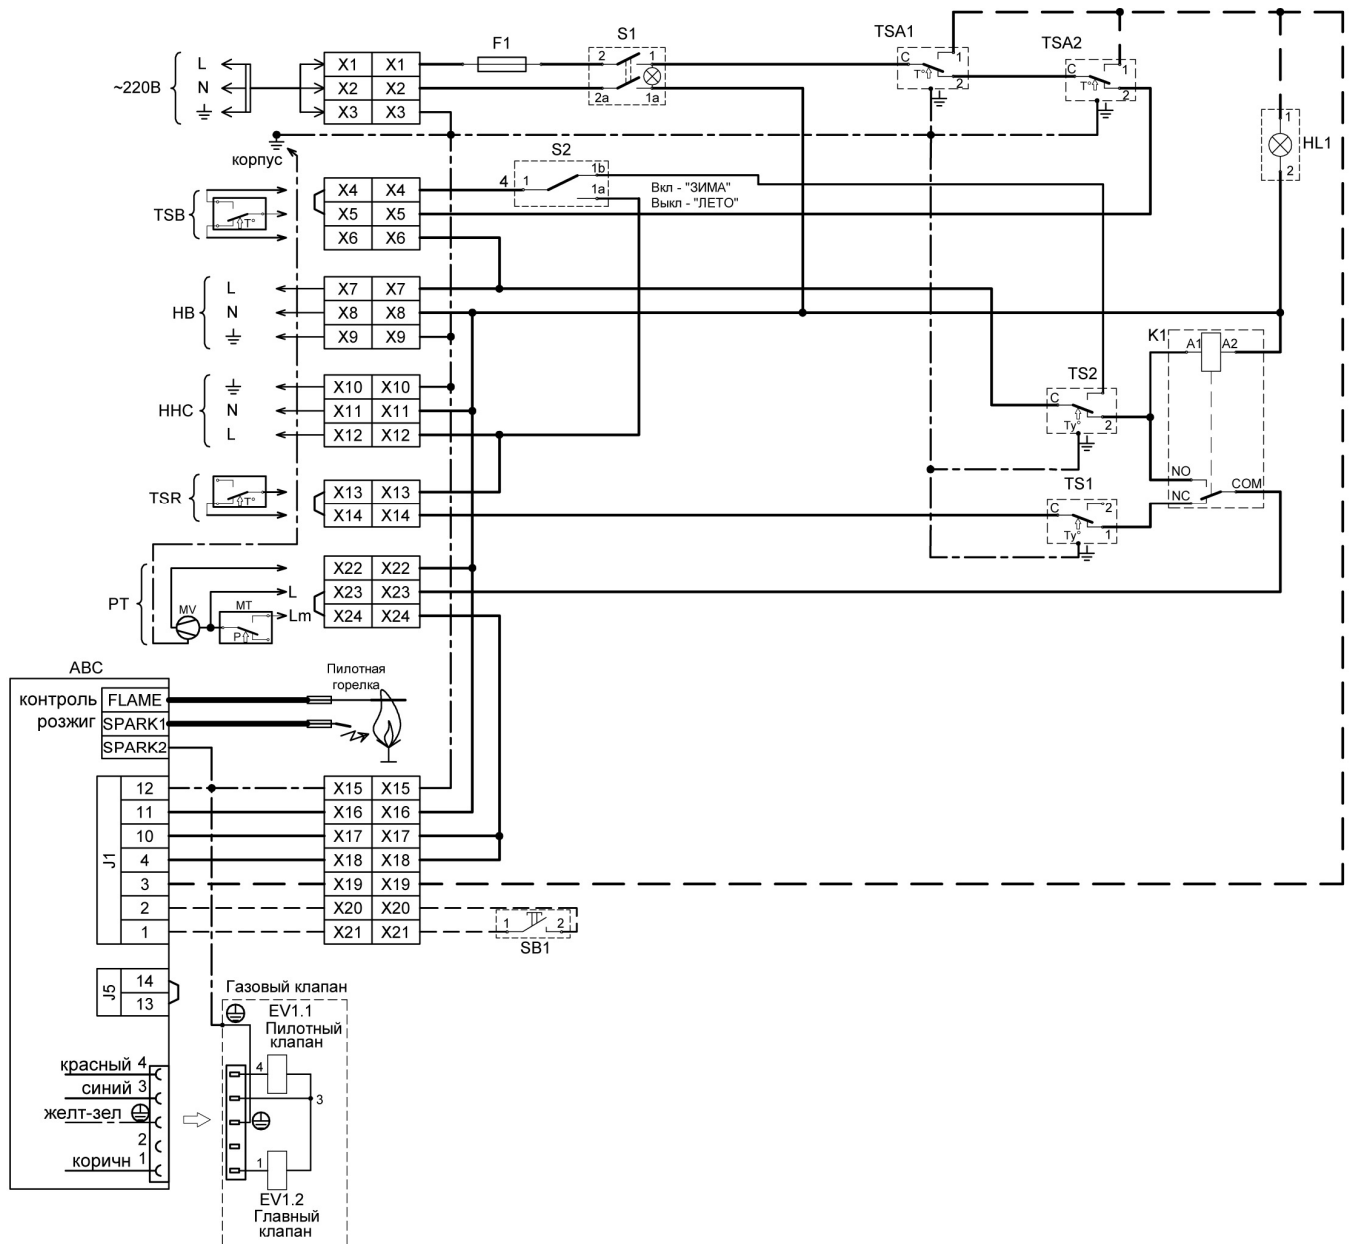 ~220В
L
N
X1 X1
X2 X2
X3 X3
F1
S1
2 1
2a 1a
TSA1
C 1
T° 2
TSA2
C 1
T° 2
корпус
HL1
1
2
S2
4 1 1b
1a
Вкл - "ЗИМА"
Выкл - "ЛЕТО"
TSB
T°
X4 X4
X5 X5
X6 X6
НВ
L
N
X7 X7
X8 X8
X9 X9
ННС
N
L
X10 X10
X11 X11
X12 X12
K1
A1 A2
NO
NC COM
TS2
C
Ty° 2
TS1
C 2
Ty° 1
TSR
T°
X13 X13
X14 X14
PT
MV
MT
P
L
Lm
X22 X22
X23 X23
X24 X24
ABC
контроль FLAME
розжиг SPARK1
SPARK2
Пилотная
горелка
J1
12 X15 X15
11 X16 X16
10 X17 X17
4 X18 X18
3 X19 X19
2 X20 X20
1 X21 X21
1 2
SB1
J5
14
13
Газовый клапан
EV1.1
Пилотный
клапан
4
3
1
EV1.2
Главный
клапан
красный 4
синий 3
желт-зел
2
коричн 1